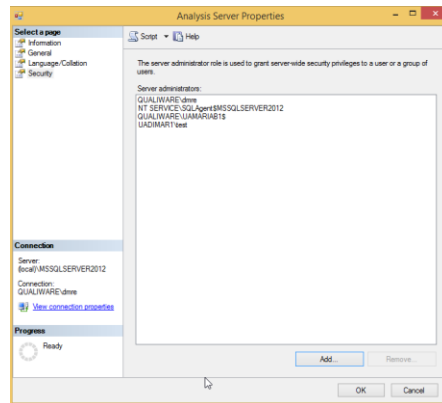 Analysis Server Properties
Select a page
Information
General
Language/Collation
Security
Script
Help
The server administrator role is used to grant server-wide security privileges to a user or a group of
users.
Server administrators:
QUALIWARE\dmre
NT SERVICE\SQLAgent$MSSQLSERVER2012
QUALIWARE\UAMARIAB1$
UADIMAR1\test
Connection
Server:
(local)\MSSQLSERVER2012
Connection:
QUALIWARE\dmre
View connection properties
Progress
Ready
Add...
Remove...
OK
Cancel